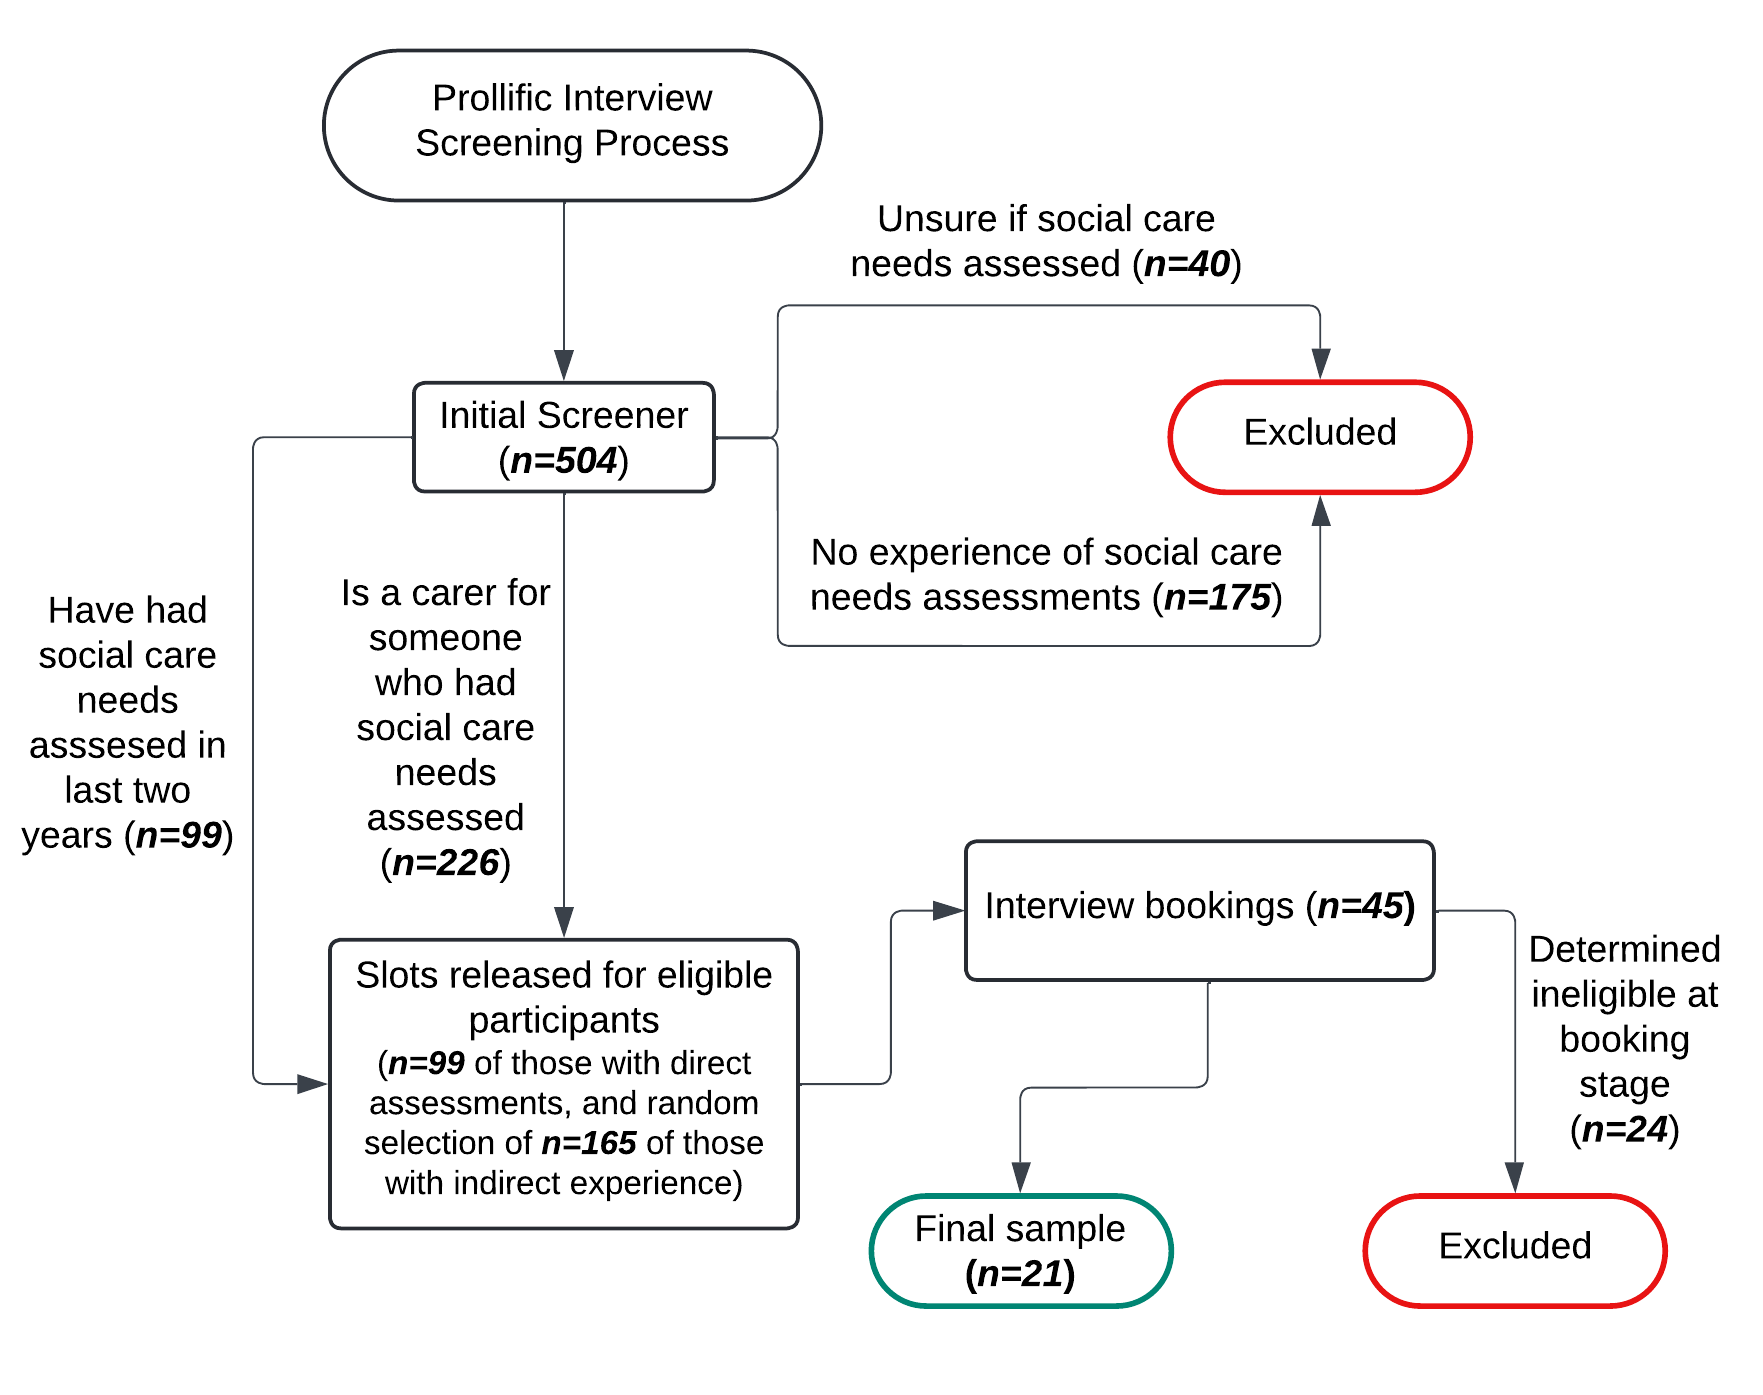 Prollific Interview
Screening Process
Unsure if social care
needs assessed (n=40)
Initial Screener
(n=504)
Excluded
No experience of social care
needs assessments (n=175)
Have had
social care
needs
asssesed in
last two
years (n=99)
Is a carer for
someone
who had
social care
needs
assessed
(n=226)
Slots released for eligible
participants
(n=99 of those with direct
assessments, and random
selection of n=165 of those
with indirect experience)
Interview bookings (n=45)
Determined
ineligible at
booking
stage
(n=24)
Final sample
(n=21)
Excluded